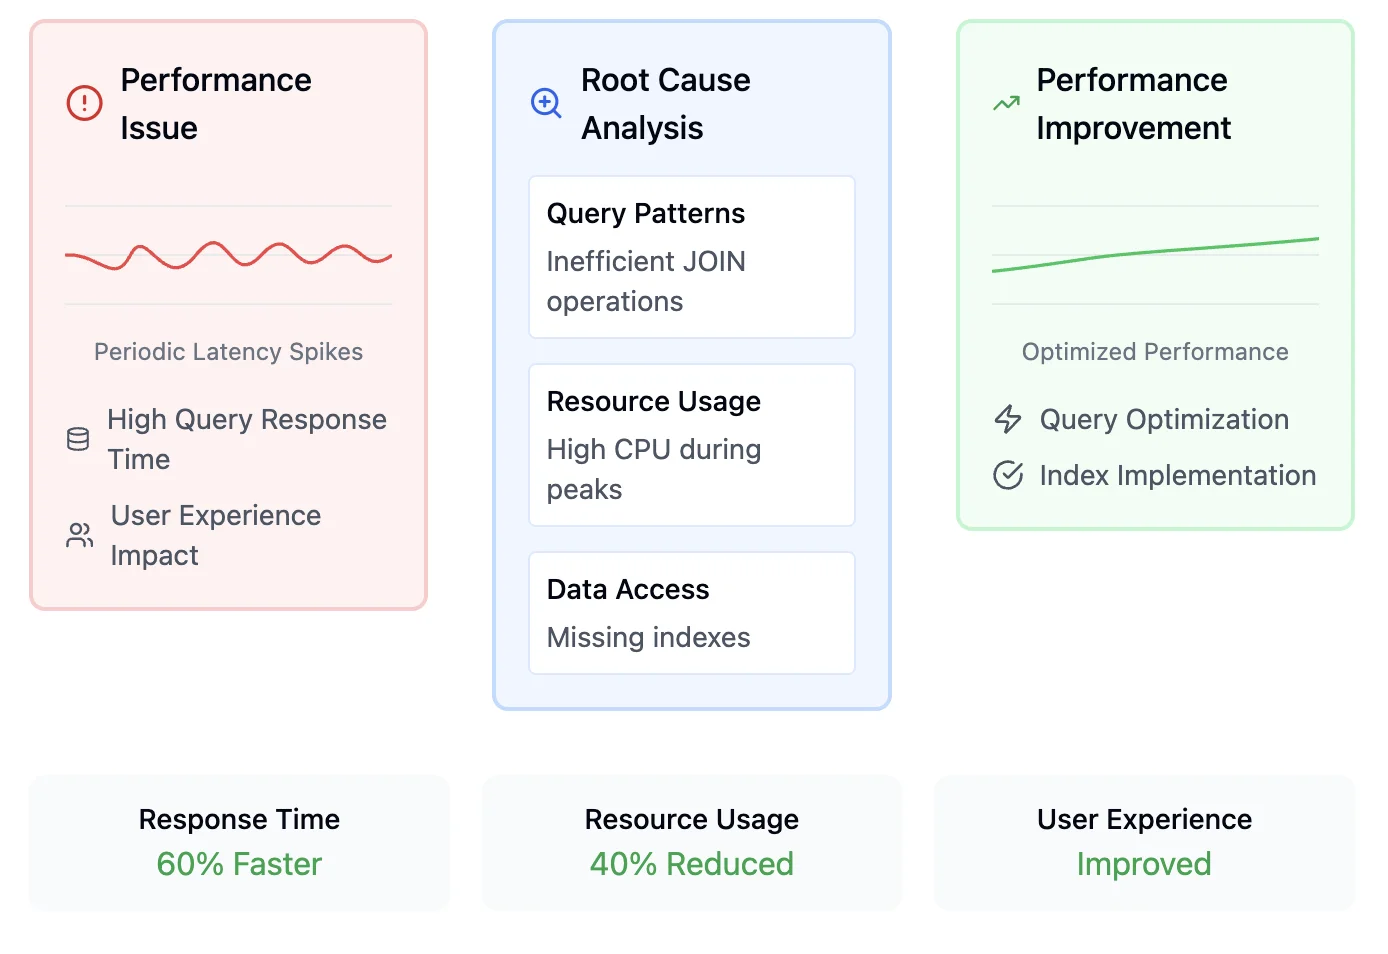 Performance
Issue
Periodic Latency Spikes
High Query Response
Time
User Experience
Impact
Root Cause
Analysis
Query Patterns
Inefficient JOIN
operations
Resource Usage
High CPU during
peaks
Data Access
Missing indexes
Performance
Improvement
Optimized Performance
Query Optimization
Index Implementation
Response Time
60% Faster
Resource Usage
40% Reduced
User Experience
Improved